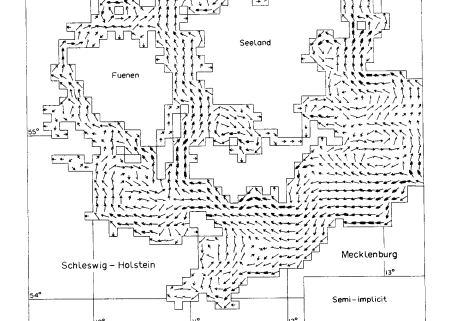 Seeland
Fuenen
55°
Mecklenburg
Schleswig - Holstein
13°
54°
Semi-implicit